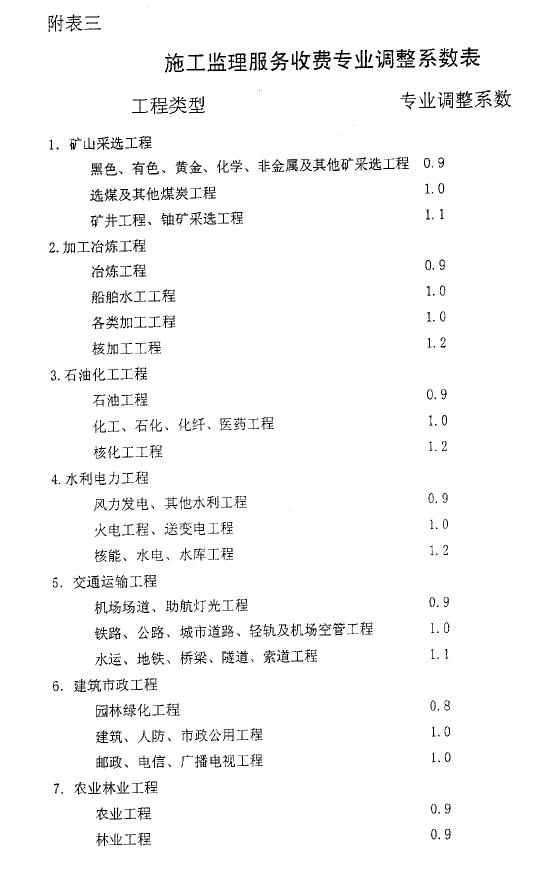 附表三
施工监理服务收费专业调整系数表
工程类型 专业调整系数
1. 矿山采选工程
黑色、有色、黄金、化学、非金属及其他矿采选工程 0.9
选煤及其他煤炭工程 1.0
矿井工程、铀矿采选工程 1.1
2.加工冶炼工程
冶炼工程 0.9
船舶水工工程 1.0
各类加工工程 1.0
核加工工程 1.2
3.石油化工工程
石油工程 0.9
化工、石化、化纤、医药工程 1.0
核化工工程 1.2
4.水利电力工程
风力发电、其他水利工程 0.9
火电工程、送变电工程 1.0
核能、水电、水库工程 1.2
5. 交通运输工程
机场场道、助航灯光工程 0.9
铁路、公路、城市道路、轻轨及机场空管工程 1.0
水运、地铁、桥梁、隧道、索道工程 1.1
6. 建筑市政工程
园林绿化工程 0.8
建筑、人防、市政公用工程 1.0
邮政、电信、广播电视工程 1.0
7. 农业林业工程
农业工程 0.9
林业工程 0.9